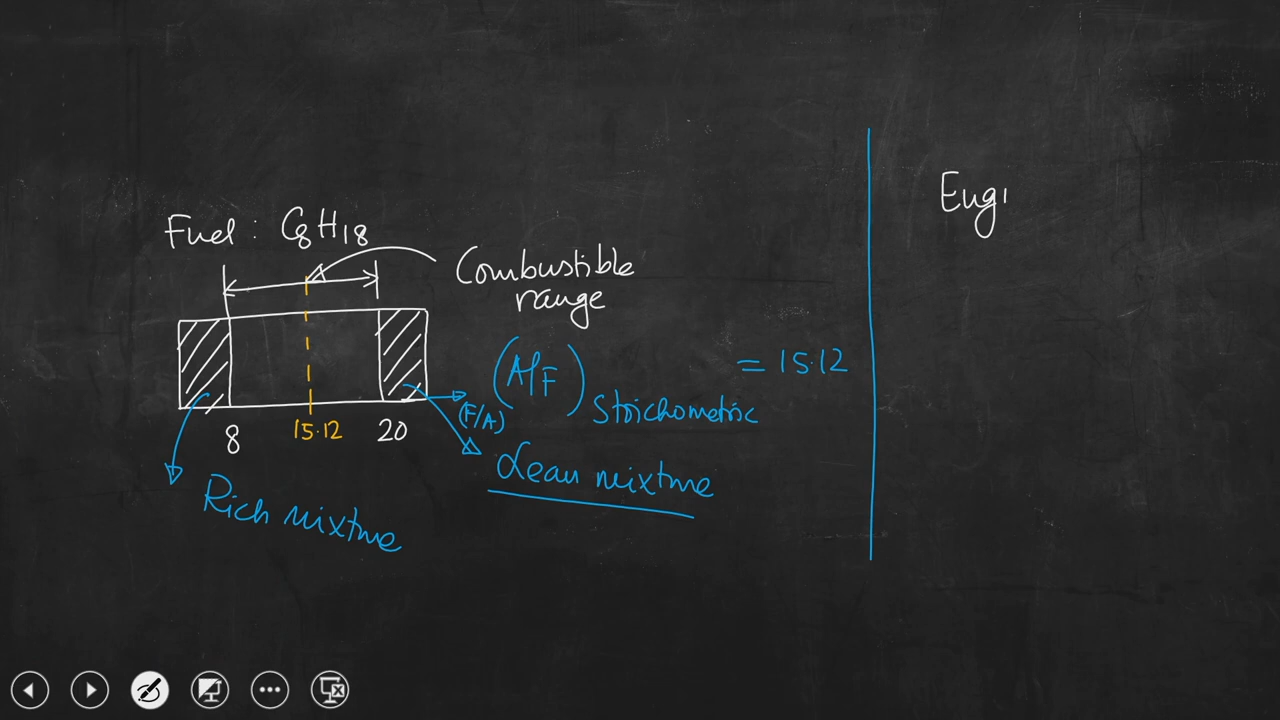 Fuel : C8H18
Combustible
range
(A/F) Stoichometric = 15.12
(F/A)
8
15.12
20
Lean mixture
Rich mixture
Engi